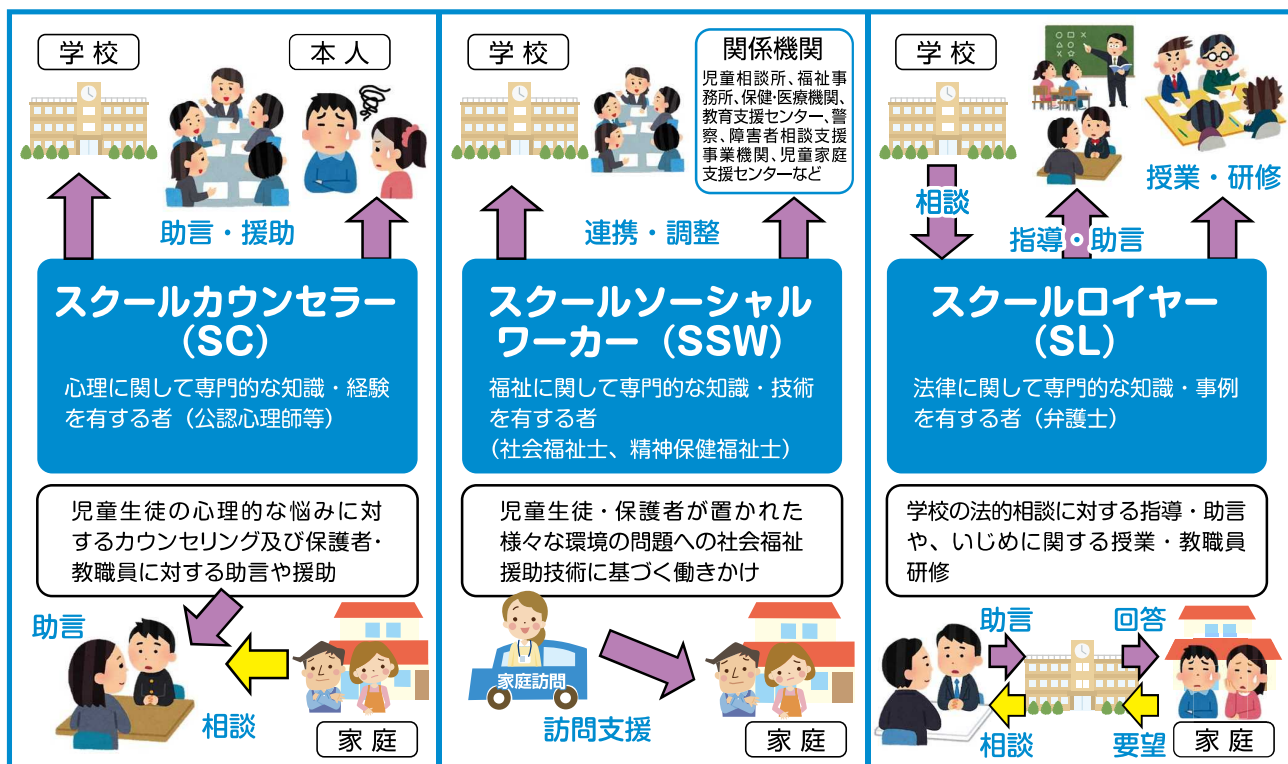 学校
本人
助言・援助
スクールカウンセラー
（SC）
心理に関して専門的な知識・経験
を有する者（公認心理師等）
児童生徒の心理的な悩みに対
するカウンセリング及び保護者・
教職員に対する助言や援助
助言
相談
家庭
学校
関係機関
児童相談所、福祉事
務所、保健・医療機関、
教育支援センター、警
察、障害者相談支援
事業機関、児童家庭
支援センターなど
連携・調整
スクールソーシャル
ワーカー（SSW）
福祉に関して専門的な知識・技術
を有する者
（社会福祉士、精神保健福祉士）
児童生徒・保護者が置かれた
様々な環境の問題への社会福祉
援助技術に基づく働きかけ
家庭訪問
訪問支援
家庭
学校
授業・研修
相談
指導・助言
スクールロイヤー
（SL）
法律に関して専門的な知識・事例
を有する者（弁護士）
学校の法的相談に対する指導・助言
や、いじめに関する授業・教職員
研修
助言
回答
相談
要望
家庭